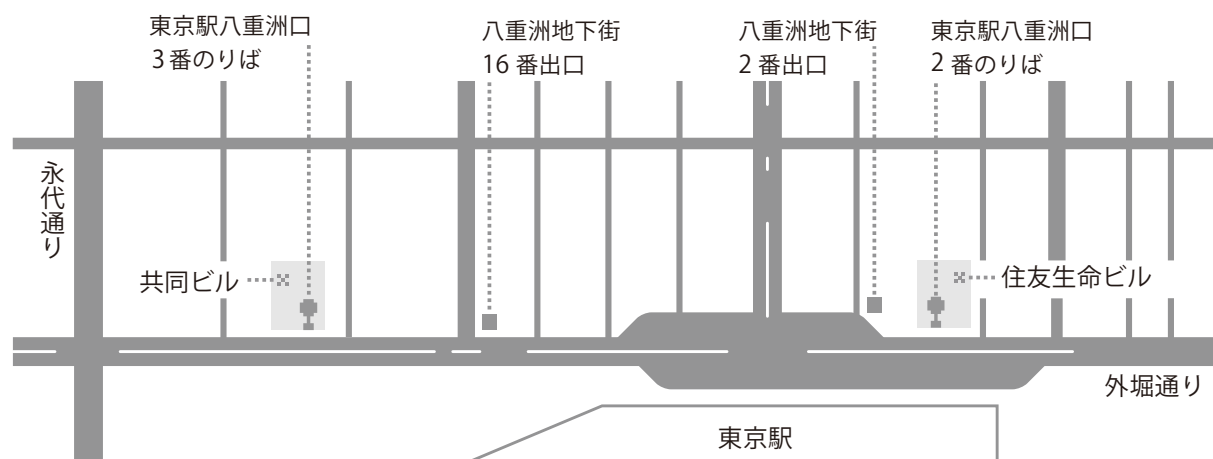 東京駅八重洲口
3番のりば
八重洲地下街
16 番出口
八重洲地下街
2 番出口
東京駅八重洲口
2 番のりば
永代通り
共同ビル
住友生命ビル
外堀通り
東京駅